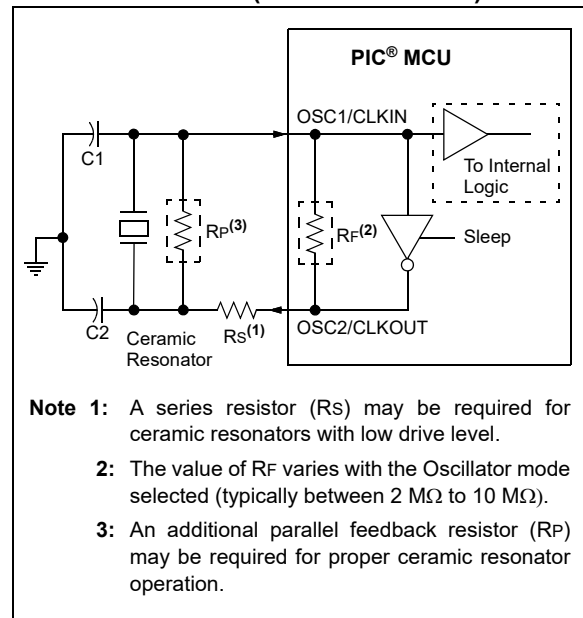 PIC® MCU
OSC1/CLKIN
C1
To Internal
Logic
RP(3)
RF(2)
Sleep
C2
Ceramic
Resonator
RS(1)
OSC2/CLKOUT
Note 1: A series resistor (RS) may be required for
ceramic resonators with low drive level.
2: The value of RF varies with the Oscillator mode
selected (typically between 2 MΩ to 10 MΩ).
3: An additional parallel feedback resistor (RP)
may be required for proper ceramic resonator
operation.